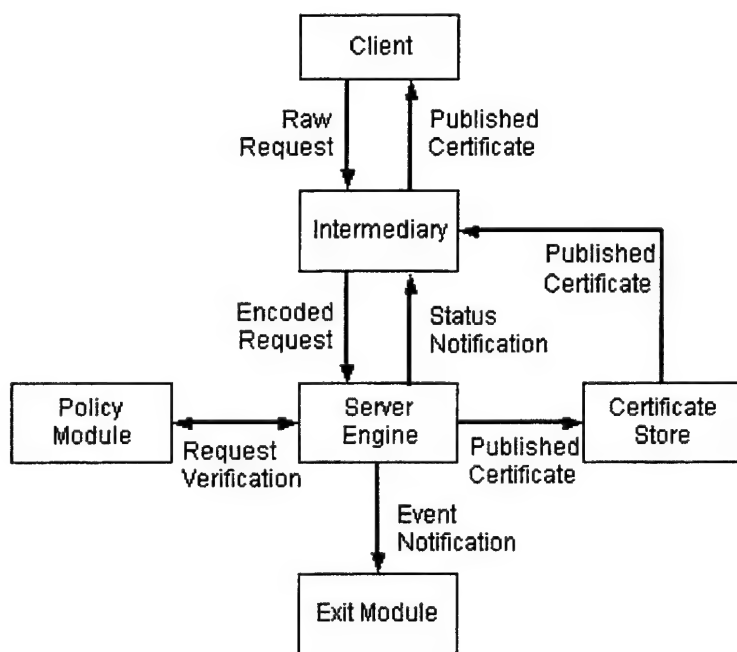 Client
Raw
Request
Published
Certificate
Intermediary
Published
Certificate
Encoded
Request
Status
Notification
Policy
Module
Server
Engine
Certificate
Store
Request
Verification
Published
Certificate
Event
Notification
Exit Module